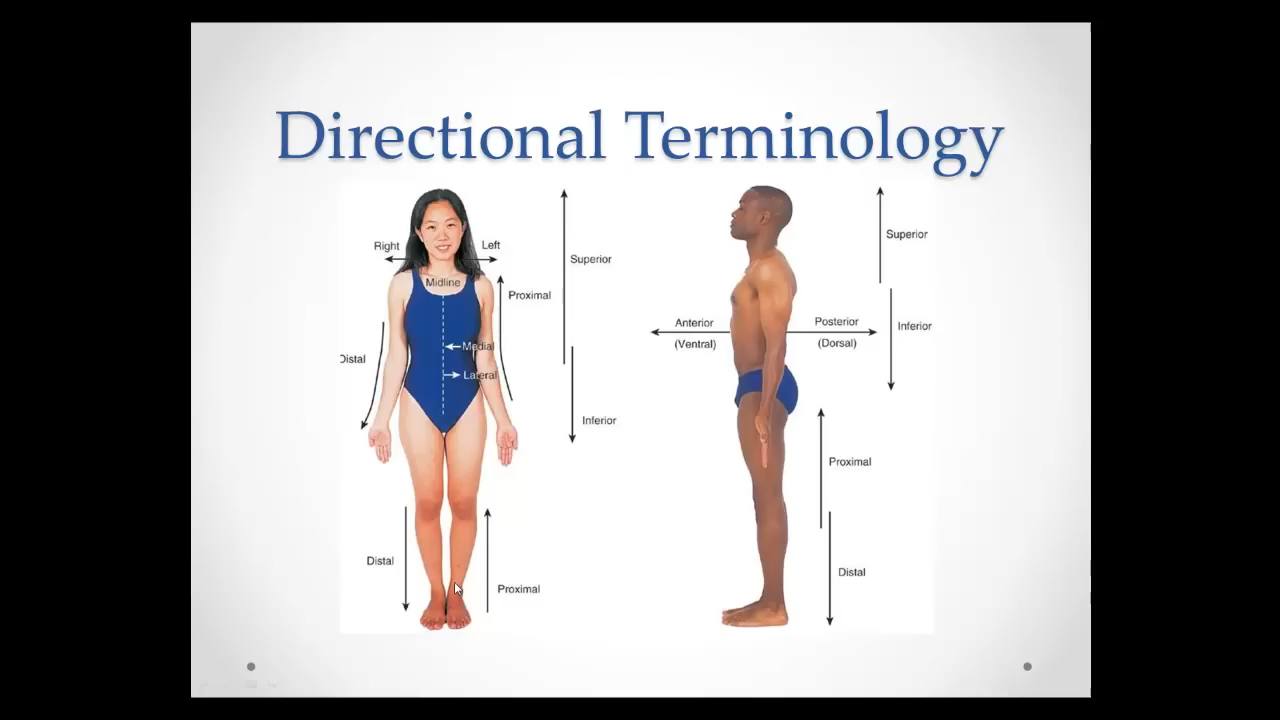 Directional Terminology
Right
Left
Midline
Proximal
Superior
Medial
Distal
Lateral
Inferior
Distal
Proximal
Superior
Anterior
(Ventral)
Posterior
(Dorsal)
Inferior
Proximal
Distal